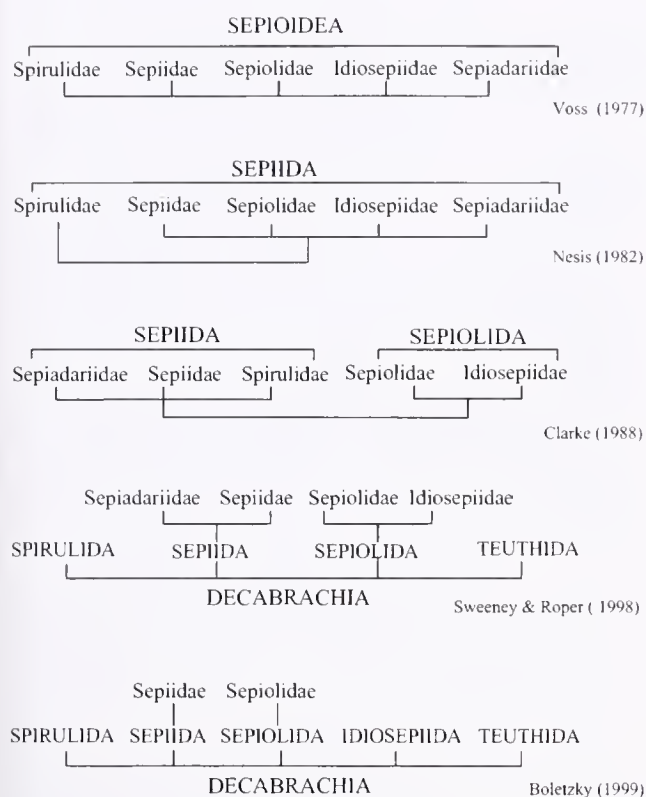 SEPIOIDEA
Spirulidae Sepiidae Sepiolidae Idiosepiidae Sepiadariidae
Voss (1977)
SEPIIDA
Spirulidae Sepiidae Sepiolidae Idiosepiidae Sepiadariidae
Nesis (1982)
SEPIIDA SEPIOLIDA
Sepiadariidae Sepiidae Spirulidae Sepiolidae Idiosepiidae
Clarke (1988)
Sepiadariidae Sepiidae Sepiolidae Idiosepiidae
SPIRULIDA SEPIIDA SEPIOLIDA TEUTHIDA
DECABRACHIA
Sweeney & Roper ( 1998)
Sepiidae Sepiolidae
SPIRULIDA SEPIIDA SEPIOLIDA IDIOSEPIIDA TEUTHIDA
DECABRACHIA
Boletzky (1999)